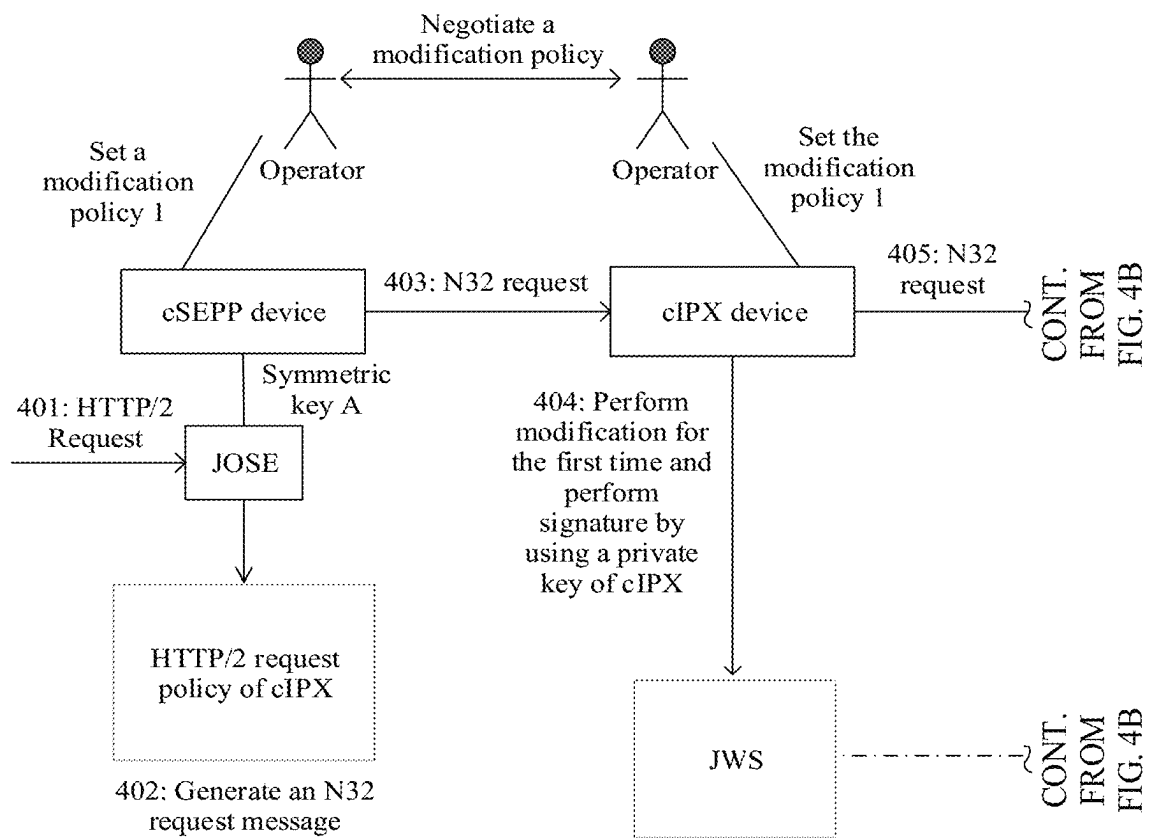 Negotiate a
modification policy
Set a
modification
policy 1
Operator
Operator
Set the
modification
policy 1
cSEPP device
403: N32 request
cIPX device
405: N32
request
CONT.
FROM
FIG. 4B
Symmetric
key A
401: HTTP/2
Request
JOSE
404: Perform
modification for
the first time and
perform
signature by
using a private
key of cIPX
HTTP/2 request
policy of cIPX
402: Generate an N32
request message
JWS
CONT.
FROM
FIG. 4B